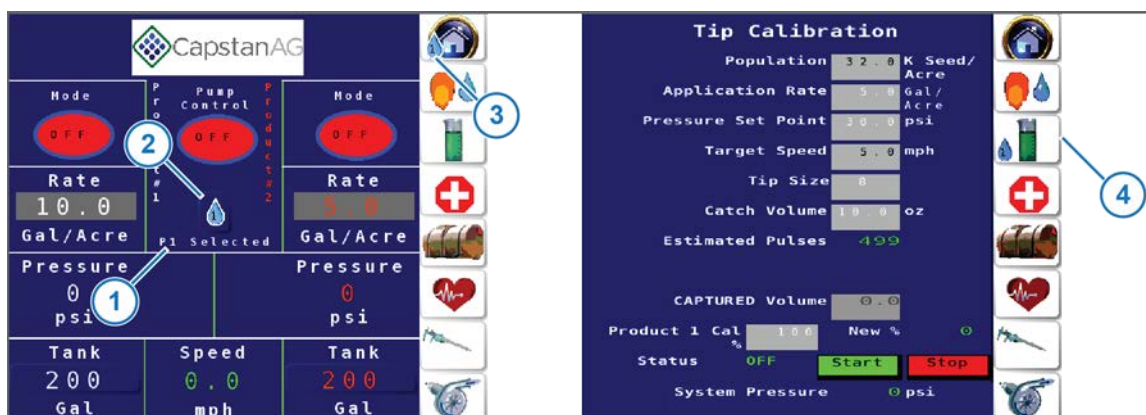 CapstanAG
Mode
Pump
Control
Mode
OFF
OFF
OFF
Product#1
Product#2
2
Rate
10.0
Gal/Acre
1
Rate
5.0
Gal/Acre
P1 Selected
1
Pressure
0
psi
Pressure
0
psi
Tank
200
Gal
Speed
0.0
mph
Tank
200
Gal
1
3
Tip Calibration
Population 32.0 K Seed/
Acre
Application Rate 5.0 Gal/
Acre
Pressure Set Point 30.0 psi
Target Speed 5.0 mph
Tip Size 8
Catch Volume 10.0 oz
Estimated Pulses 499
CAPTURED Volume 0.0
Product 1 Cal
% 100 New % 0
Status OFF Start Stop
System Pressure 0 psi
1
4